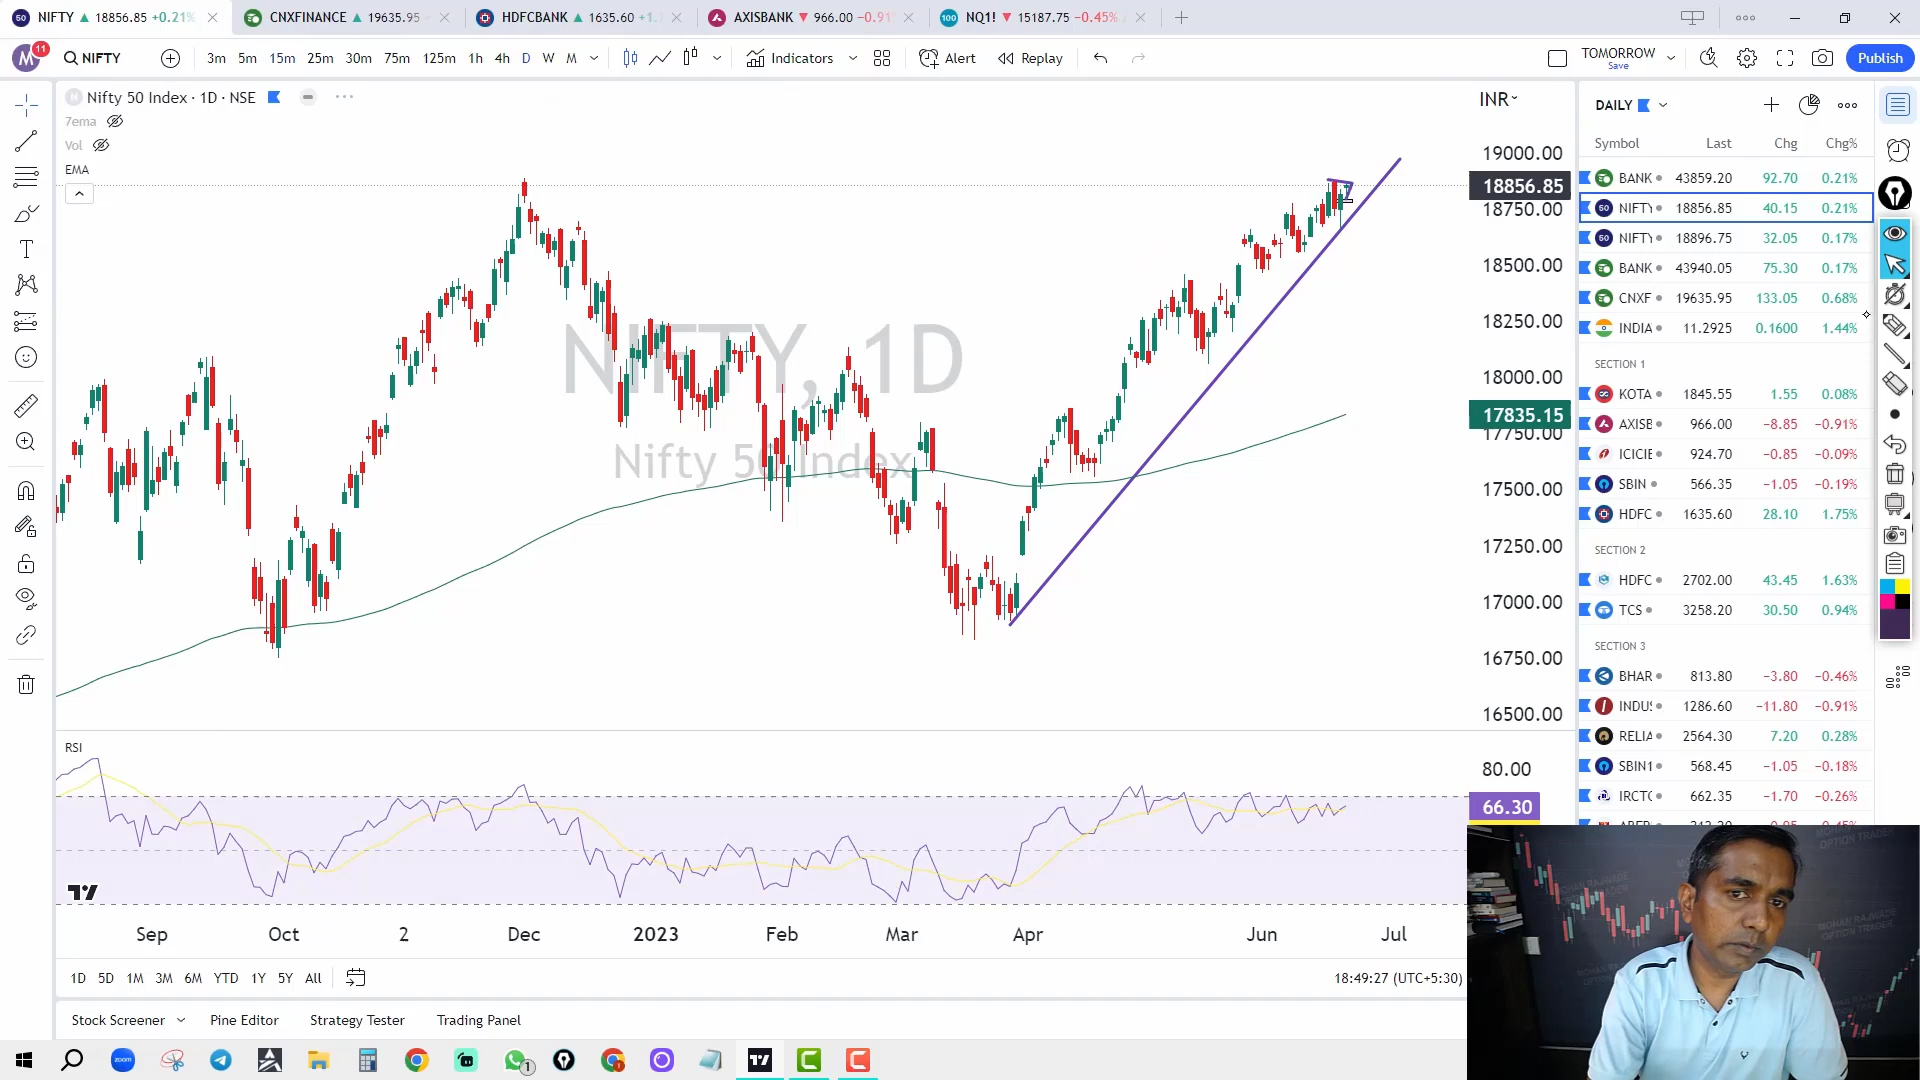 NIFTY ▲ 18856.85 +0.21%
CNXFINANCE ▲ 19635.95
HDFCBANK ▲ 1635.60 +1.
AXISBANK ▼ 966.00 −0.91
NQ1! ▼ 15187.75 −0.45%
M 11 NIFTY 3m 5m 15m 25m 30m 75m 125m 1h 4h D W M Indicators Alert Replay TOMORROW Save Publish
Nifty 50 Index · 1D · NSE
7ema
Vol
EMA
NIFTY, 1D
Nifty 50 Index
INR
19000.00
18856.85
18750.00
18500.00
18250.00
18000.00
17835.15
17750.00
17500.00
17250.00
17000.00
16750.00
16500.00
RSI
80.00
66.30
Sep Oct 2 Dec 2023 Feb Mar Apr Jun Jul
1D 5D 1M 3M 6M YTD 1Y 5Y All
18:49:27 (UTC+5:30)
Stock Screener Pine Editor Strategy Tester Trading Panel
DAILY
Symbol Last Chg Chg%
BANK 43859.20 92.70 0.21%
NIFTY 18856.85 40.15 0.21%
NIFTY 18896.75 32.05 0.17%
BANK 43940.05 75.30 0.17%
CNXF 19635.95 133.05 0.68%
INDIA 11.2925 0.1600 1.44%
SECTION 1
KOTA 1845.55 1.55 0.08%
AXISB 966.00 −8.85 −0.91%
ICICIE 924.70 −0.85 −0.09%
SBIN 566.35 −1.05 −0.19%
HDFC 1635.60 28.10 1.75%
SECTION 2
HDFC 2702.00 43.45 1.63%
TCS 3258.20 30.50 0.94%
SECTION 3
BHAR 813.80 −3.80 −0.46%
INDUS 1286.60 −11.80 −0.91%
RELIA 2564.30 7.20 0.28%
SBIN1 568.45 −1.05 −0.18%
IRCTC 662.35 −1.70 −0.26%
MOHAN RAJWADE
OPTION TRADER
zoom
1